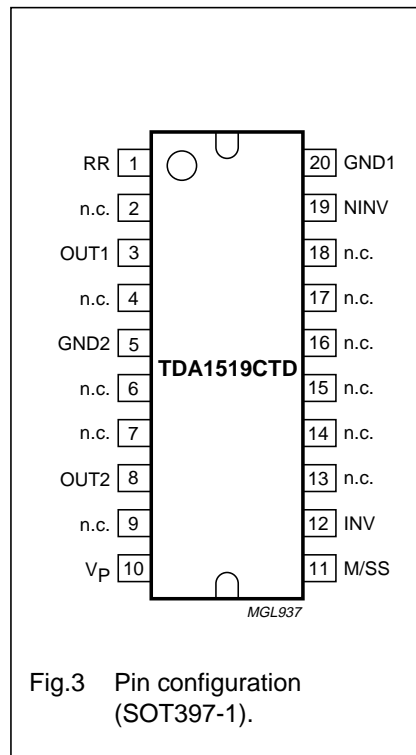 RR 1
n.c. 2
OUT1 3
n.c. 4
GND2 5
n.c. 6
n.c. 7
OUT2 8
n.c. 9
VP 10
TDA1519CTD
20 GND1
19 NINV
18 n.c.
17 n.c.
16 n.c.
15 n.c.
14 n.c.
13 n.c.
12 INV
11 M/SS
MGL937
Fig.3 Pin configuration
(SOT397-1).